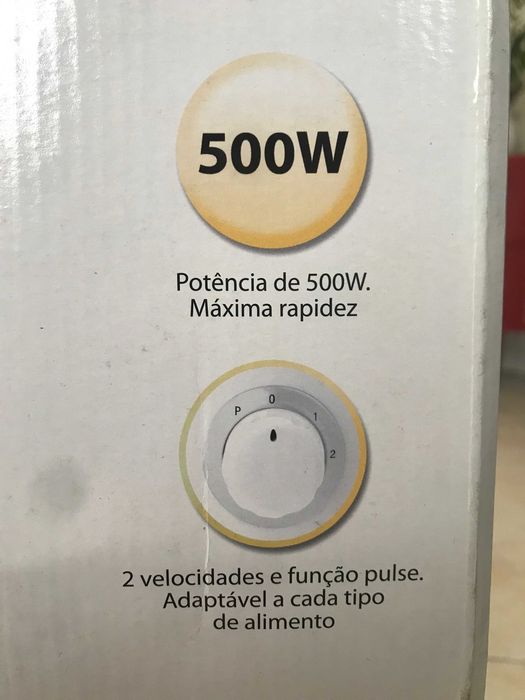 500W
Potência de 500W.
Máxima rapidez
P 0 1 2
2 velocidades e função pulse.
Adaptável a cada tipo
de alimento